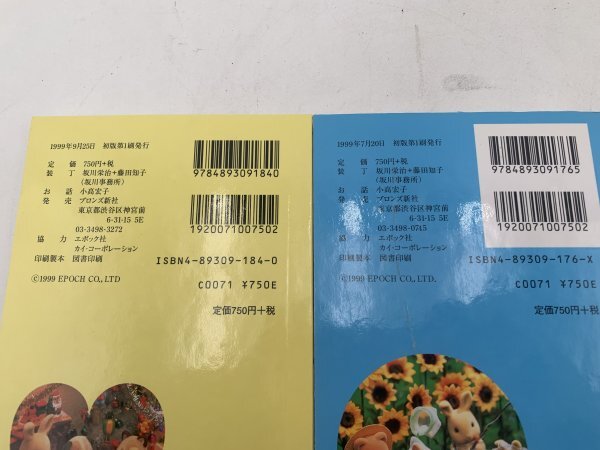 1999年9月25日 初版第1刷発行
定 価 750円+税
装 丁 坂川栄治+藤田知子
(坂川事務所)
お 話 小高宏子
発 売 ブロンズ新社
東京都渋谷区神宮前
6-31-15 5E
03-3498-3272
協 力 エポック社
カイ・コーポレーション
印刷製本 図書印刷
©1999 EPOCH CO., LTD
9784893091840
1920071007502
ISBN4-89309-184-0
C0071 ¥750E
定価750円+税
1999年7月20日 初版第1刷発行
定 価 750円+税
装 丁 坂川栄治+藤田知子
(坂川事務所)
お 話 小高宏子
発 売 ブロンズ新社
東京都渋谷区神宮前
6-31-15 5E
03-3498-0745
協 力 エポック社
カイ・コーポレーション
印刷製本 図書印刷
©1999 EPOCH CO., LTD.
9784893091765
1920071007502
ISBN4-89309-176-X
C0071 ¥750E
定価750円+税